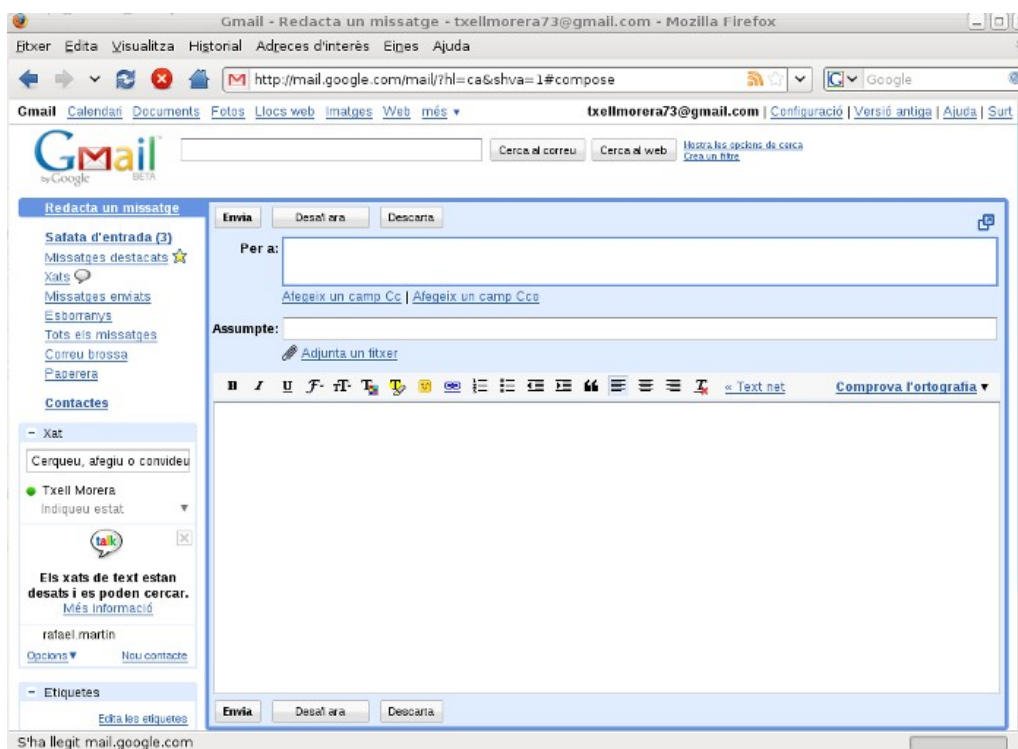 Gmail - Redacta un missatge - txellmorera73@gmail.com - Mozilla Firefox
Fitxer Edita Visualitza Historial Adreces d'interès Eines Ajuda
http://mail.google.com/mail/?hl=ca&shva=1#compose Google
Gmail Calendari Documents Fotos Llocs web Imatges Web més ▾ txellmorera73@gmail.com | Configuració | Versió antiga | Ajuda | Surt
Gmail by Google BETA
Cerca al correu Cerca al web Mostra les opcions de cerca
Crea un filtre
Redacta un missatge
Safata d'entrada (3)
Missatges destacats
Xats
Missatges enviats
Esborranys
Tots els missatges
Correu brossa
Paperera
Contactes
− Xat
Cerqueu, afegiu o convideu
Txell Morera
Indiqueu estat
talk
Els xats de text estan
desats i es poden cercar.
Més informació
rafael.martin
Opcions ▾ Nou contacte
− Etiquetes
Edita les etiquetes
Envia Desa'l ara Descarta
Per a:
Afegeix un camp Cc | Afegeix un camp Cco
Assumpte:
Adjunta un fitxer
« Text net Comprova l'ortografia ▾
Envia Desa'l ara Descarta
S'ha llegit mail.google.com